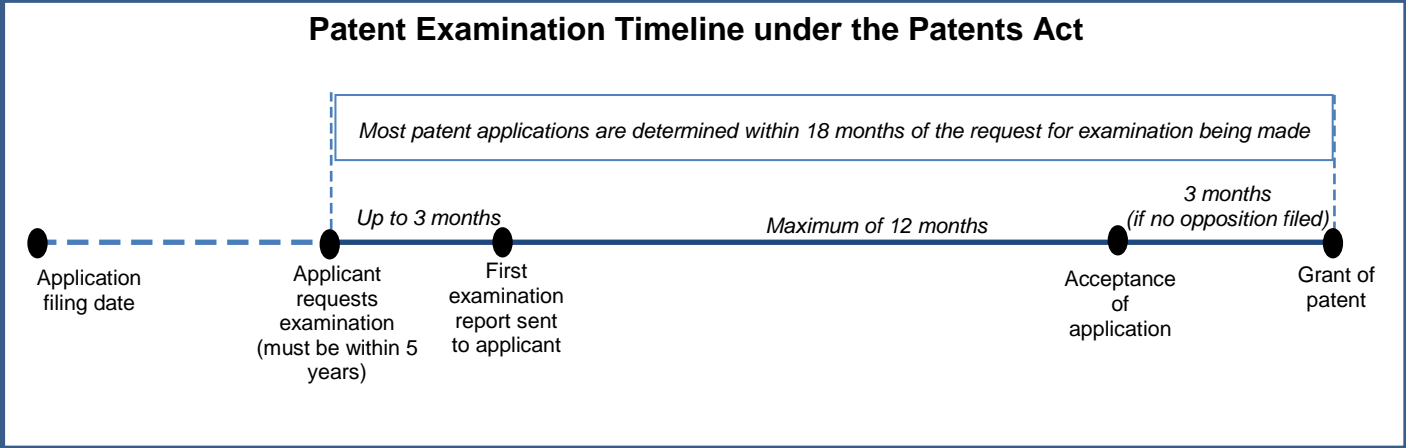 Patent Examination Timeline under the Patents Act
Most patent applications are determined within 18 months of the request for examination being made
Up to 3 months
Maximum of 12 months
3 months
(if no opposition filed)
Application
filing date
Applicant
requests
examination
(must be within 5
years)
First
examination
report sent
to applicant
Acceptance
of
application
Grant of
patent